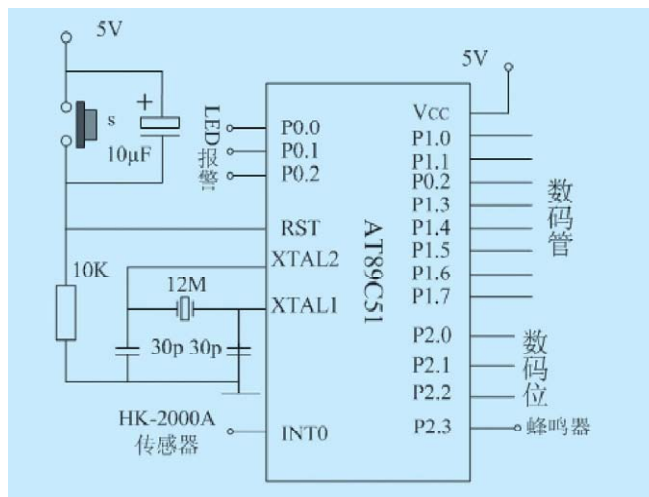 5V
S
10μF
10K
LED报警
P0.0
P0.1
P0.2
RST
XTAL2
12M
XTAL1
30p 30p
HK-2000A
传感器
INT0
AT89C51
5V
VCC
P1.0
P1.1
P0.2
P1.3
P1.4
P1.5
P1.6
P1.7
数码管
P2.0
P2.1
P2.2
数码位
P2.3
蜂鸣器